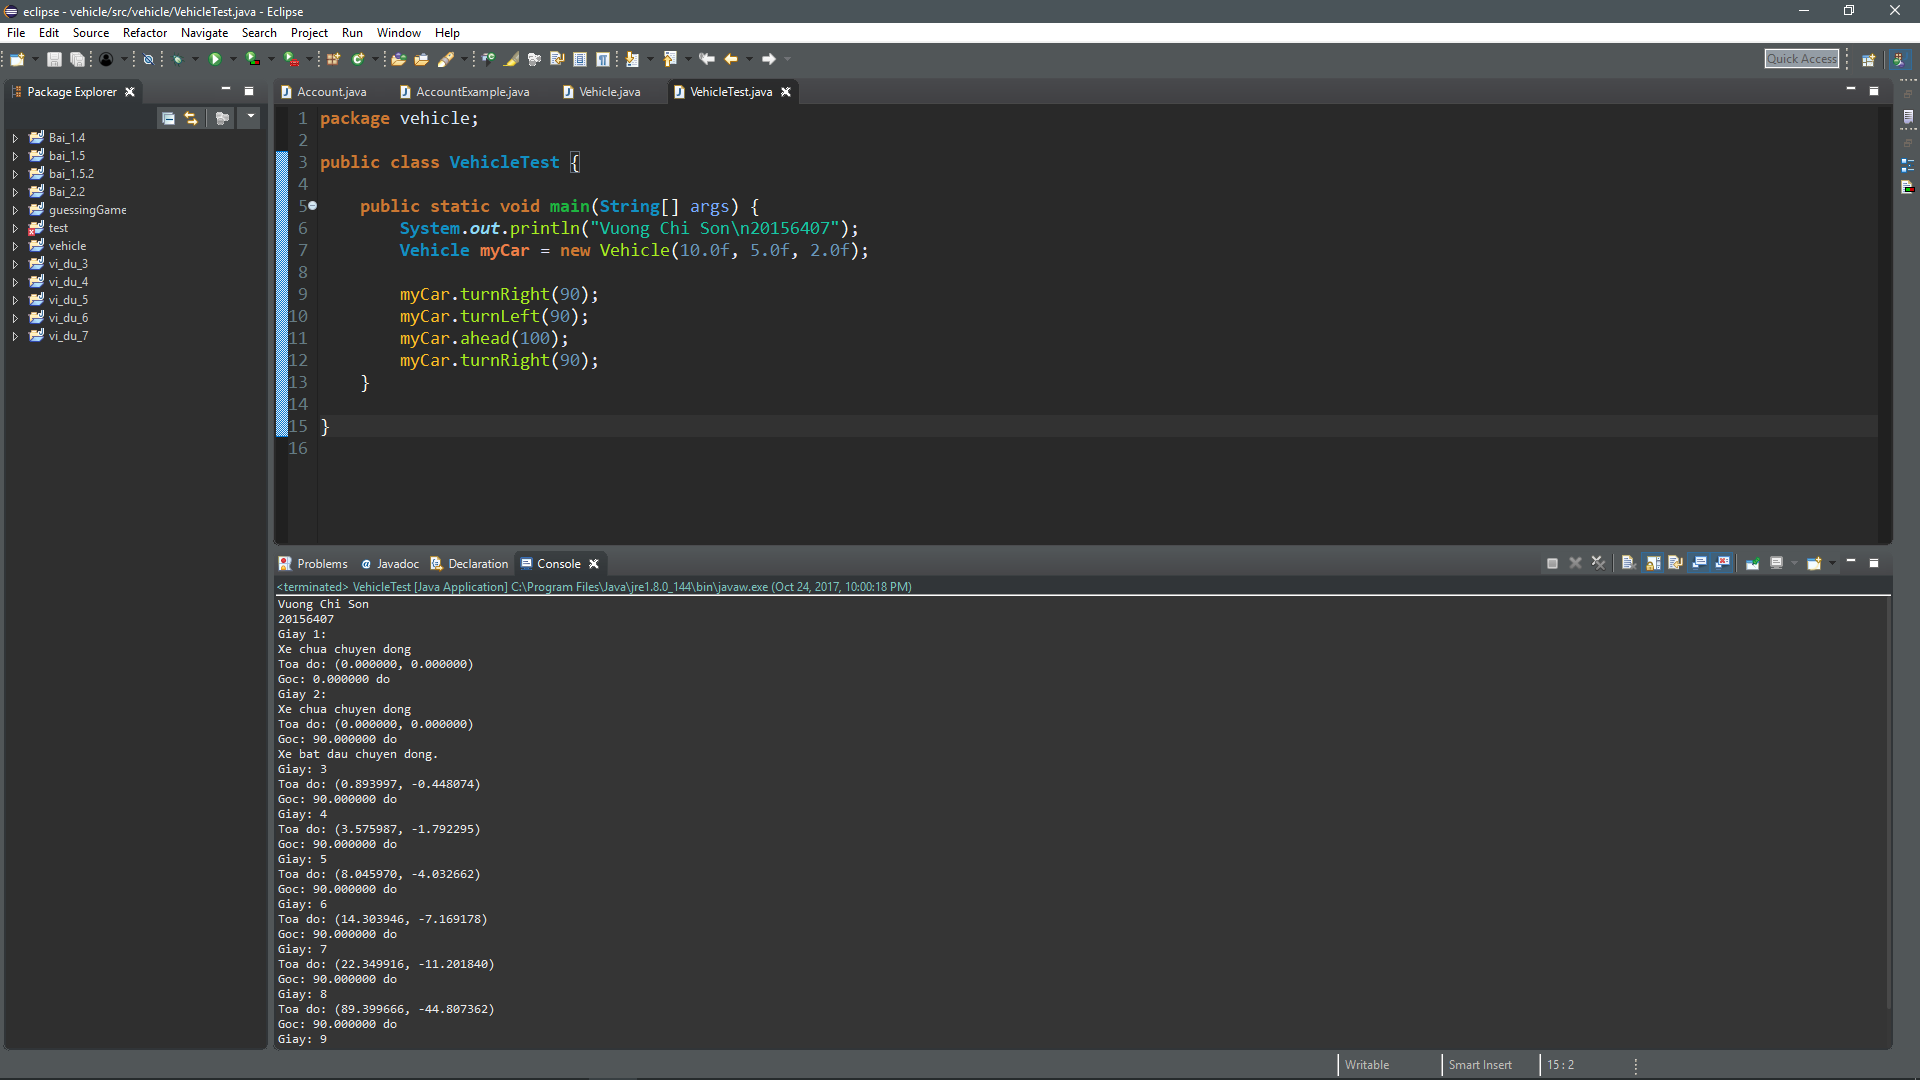 eclipse - vehicle/src/vehicle/VehicleTest.java - Eclipse
File Edit Source Refactor Navigate Search Project Run Window Help
Quick Access
Package Explorer
Bai_1.4
bai_1.5
bai_1.5.2
Bai_2.2
guessingGame
test
vehicle
vi_du_3
vi_du_4
vi_du_5
vi_du_6
vi_du_7
Account.java AccountExample.java Vehicle.java VehicleTest.java
1 package vehicle;
2
3 public class VehicleTest {
4
5 public static void main(String[] args) {
6 System.out.println("Vuong Chi Son\n20156407");
7 Vehicle myCar = new Vehicle(10.0f, 5.0f, 2.0f);
8
9 myCar.turnRight(90);
10 myCar.turnLeft(90);
11 myCar.ahead(100);
12 myCar.turnRight(90);
13 }
14
15 }
16
Problems @ Javadoc Declaration Console
<terminated> VehicleTest [Java Application] C:\Program Files\Java\jre1.8.0_144\bin\javaw.exe (Oct 24, 2017, 10:00:18 PM)
Vuong Chi Son
20156407
Giay 1:
Xe chua chuyen dong
Toa do: (0.000000, 0.000000)
Goc: 0.000000 do
Giay 2:
Xe chua chuyen dong
Toa do: (0.000000, 0.000000)
Goc: 90.000000 do
Xe bat dau chuyen dong.
Giay: 3
Toa do: (0.893997, -0.448074)
Goc: 90.000000 do
Giay: 4
Toa do: (3.575987, -1.792295)
Goc: 90.000000 do
Giay: 5
Toa do: (8.045970, -4.032662)
Goc: 90.000000 do
Giay: 6
Toa do: (14.303946, -7.169178)
Goc: 90.000000 do
Giay: 7
Toa do: (22.349916, -11.201840)
Goc: 90.000000 do
Giay: 8
Toa do: (89.399666, -44.807362)
Goc: 90.000000 do
Giay: 9
Writable Smart Insert 15 : 2